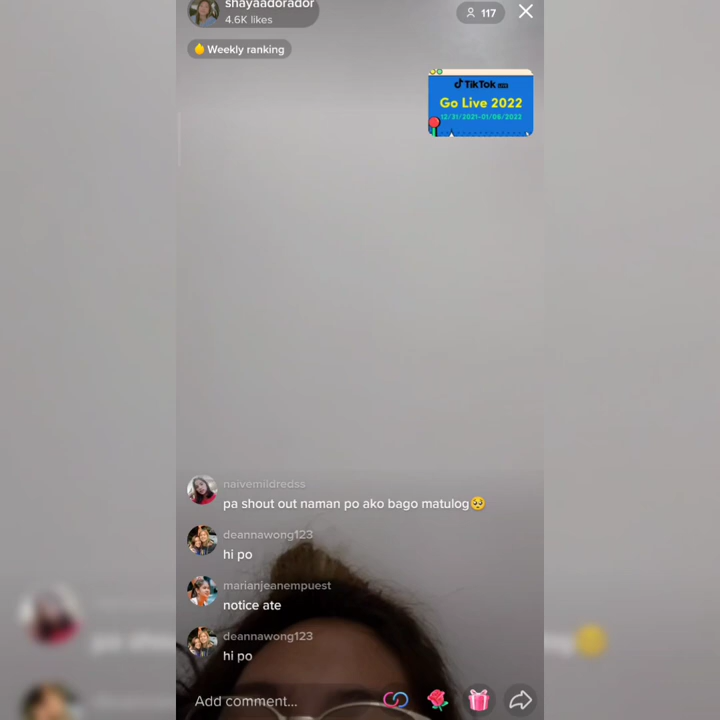 shayaadorador
4.6K likes
117
Weekly ranking
TikTok
Go Live 2022
12/31/2021-01/06/2022
naivemildredss
pa shout out naman po ako bago matulog🥺
deannawong123
hi po
marianjeanempuest
notice ate
deannawong123
hi po
Add comment...